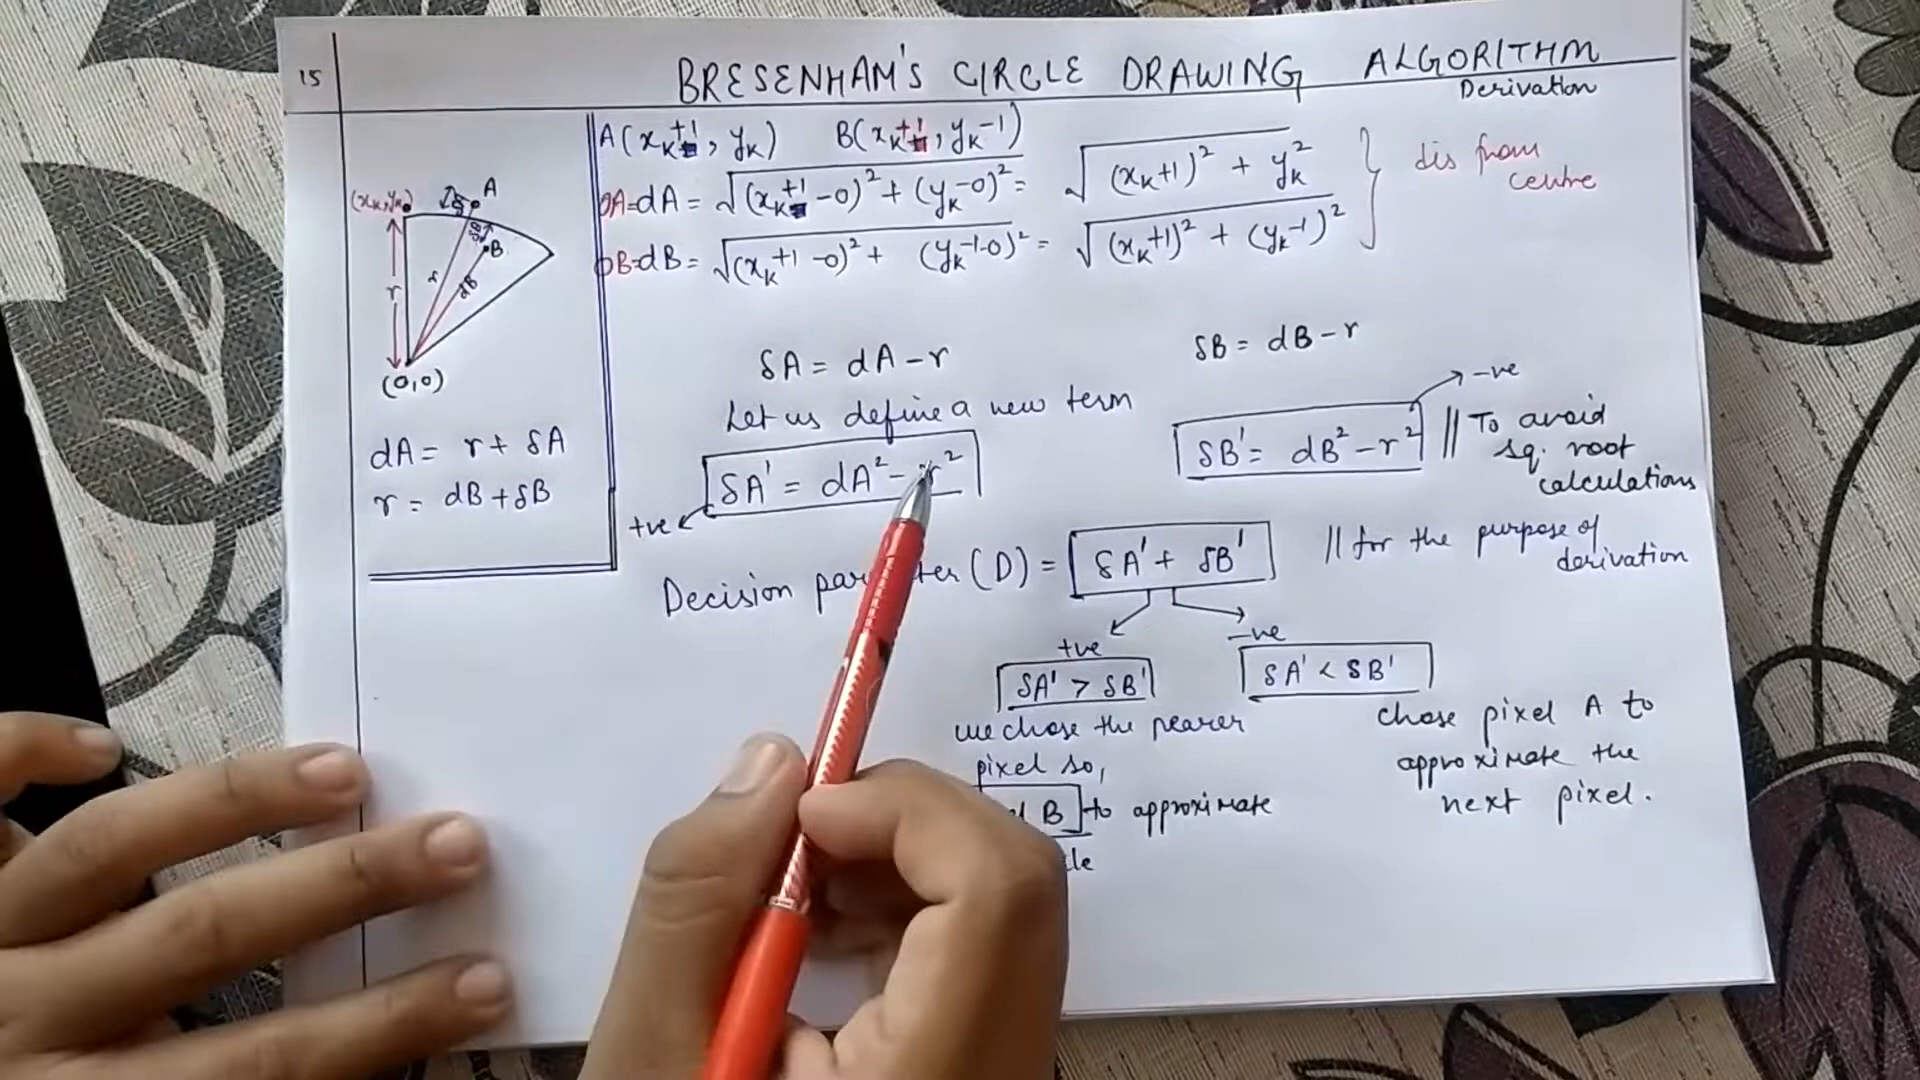 15
BRESENHAM'S CIRCLE DRAWING ALGORITHM
Derivation
A(xₖ+1, yₖ) B(xₖ+1, yₖ-1)
OA=dA = √(xₖ+1-0)² + (yₖ-0)² = √(xₖ+1)² + yₖ²
OB=dB = √(xₖ+1-0)² + (yₖ-1-0)² = √(xₖ+1)² + (yₖ-1)²
} dis from
centre
(xₖ,yₖ)
A
δB
B
r
r
dB
(0,0)
dA = r + δA
r = dB + δB
δA = dA - r
δB = dB - r
Let us define a new term
δA' = dA² - r²
+ve
δB' = dB² - r²
-ve
// To avoid
sq. root
calculations
Decision (D) = δA' + δB'
// for the purpose of
derivation
+ve
δA' > δB'
we chose the nearer
pixel so,
B to approximate
-ve
δA' < δB'
chose pixel A to
approximate the
next pixel.